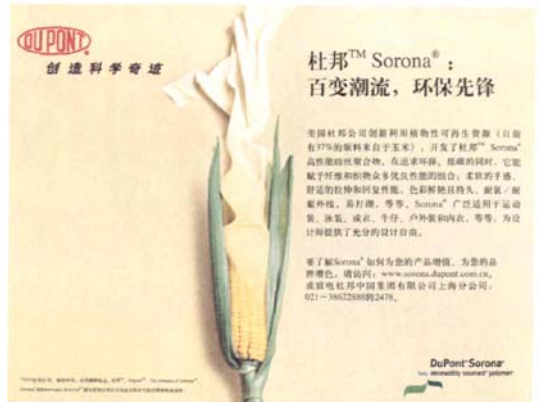 DU PONT®
创造科学奇迹
杜邦™ Sorona®：
百变潮流，环保先锋
美国杜邦公司创新利用植物性可再生资源（目前
有37%的原料来自于玉米），开发了杜邦™ Sorona®
高性能纺丝聚合物，在追求环保、低碳的同时，它能
赋予纤维和织物众多优良性能的组合：柔软的手感、
舒适的拉伸和回复性能、色彩鲜艳且持久、耐氯/耐
紫外线、易打理，等等。Sorona® 广泛适用于运动
装、泳装、成衣、牛仔、户外装和内衣，等等，为设
计师提供了充分的设计自由。
要了解Sorona® 如何为您的产品增值、为您的品
牌增色，请访问：www.sorona.dupont.com.cn，
或致电杜邦中国集团有限公司上海分公司：
021-38622888转2478。
DuPont™ Sorona®
renewably sourced™ polymer